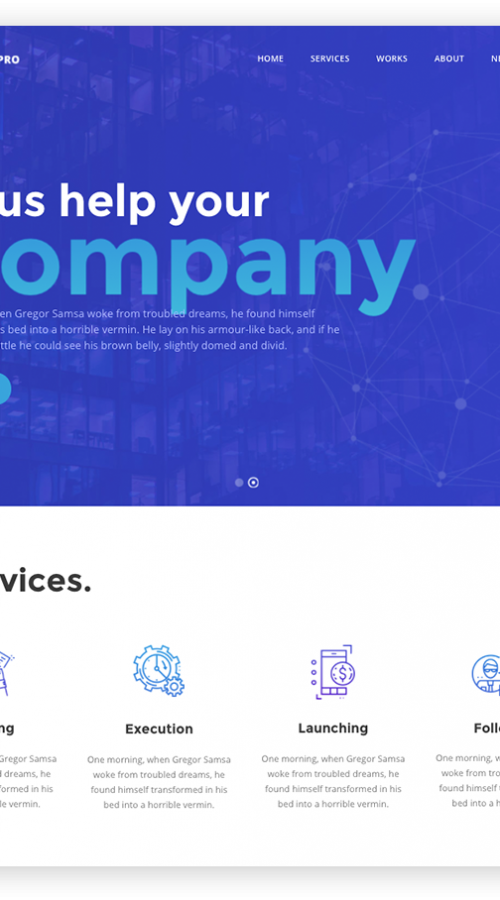 PRO HOME SERVICES WORKS ABOUT
us help your
ompany
en Gregor Samsa woke from troubled dreams, he found himself
s bed into a horrible vermin. He lay on his armour-like back, and if he
ttle he could see his brown belly, slightly domed and divid.
vices.
ng Execution Launching Follo
Gregor Samsa
d dreams, he
formed in his
vermin.
One morning, when Gregor Samsa
woke from troubled dreams, he
found himself transformed in his
bed into a horrible vermin.
One morning, when Gregor Samsa
woke from troubled dreams, he
found himself transformed in his
bed into a horrible vermin.
One morning, w
woke from tro
found himself
bed into a h